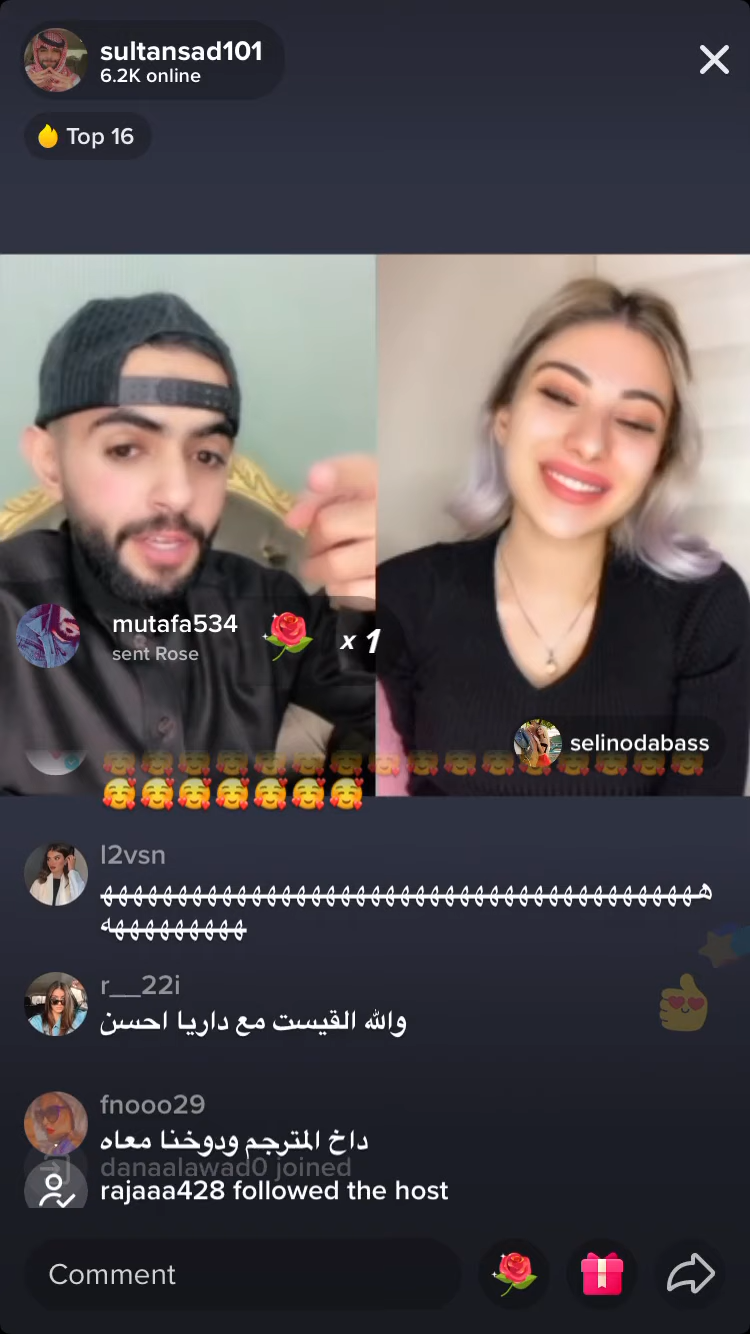 sultansad101
6.2K online
Top 16
mutafa534
sent Rose
x 1
selinodabass
l2vsn
هههههههههههههههههههههههههههههههههههههههه
هههههههههه
r__22i
والله القيست مع داريا احسن
fnooo29
داخ المترجم ودوخنا معاه
danaalawad0 joined
rajaaa428 followed the host
Comment